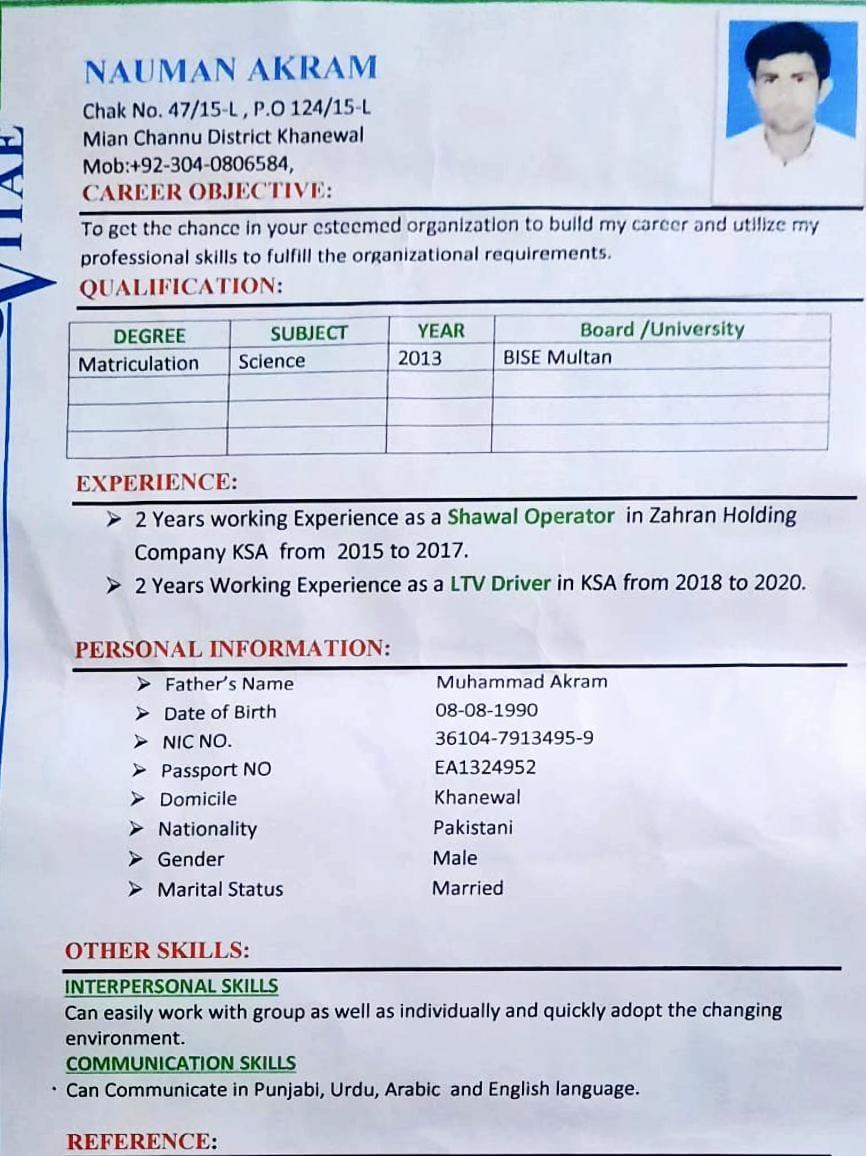 VITAE
NAUMAN AKRAM
Chak No. 47/15-L , P.O 124/15-L
Mian Channu District Khanewal
Mob:+92-304-0806584,
CAREER OBJECTIVE:
To get the chance in your esteemed organization to build my career and utilize my
professional skills to fulfill the organizational requirements.
QUALIFICATION:
DEGREE SUBJECT YEAR Board /University
Matriculation Science 2013 BISE Multan
EXPERIENCE:
➢ 2 Years working Experience as a Shawal Operator in Zahran Holding
Company KSA from 2015 to 2017.
➢ 2 Years Working Experience as a LTV Driver in KSA from 2018 to 2020.
PERSONAL INFORMATION:
➢ Father's Name Muhammad Akram
➢ Date of Birth 08-08-1990
➢ NIC NO. 36104-7913495-9
➢ Passport NO EA1324952
➢ Domicile Khanewal
➢ Nationality Pakistani
➢ Gender Male
➢ Marital Status Married
OTHER SKILLS:
INTERPERSONAL SKILLS
Can easily work with group as well as individually and quickly adopt the changing
environment.
COMMUNICATION SKILLS
· Can Communicate in Punjabi, Urdu, Arabic and English language.
REFERENCE: